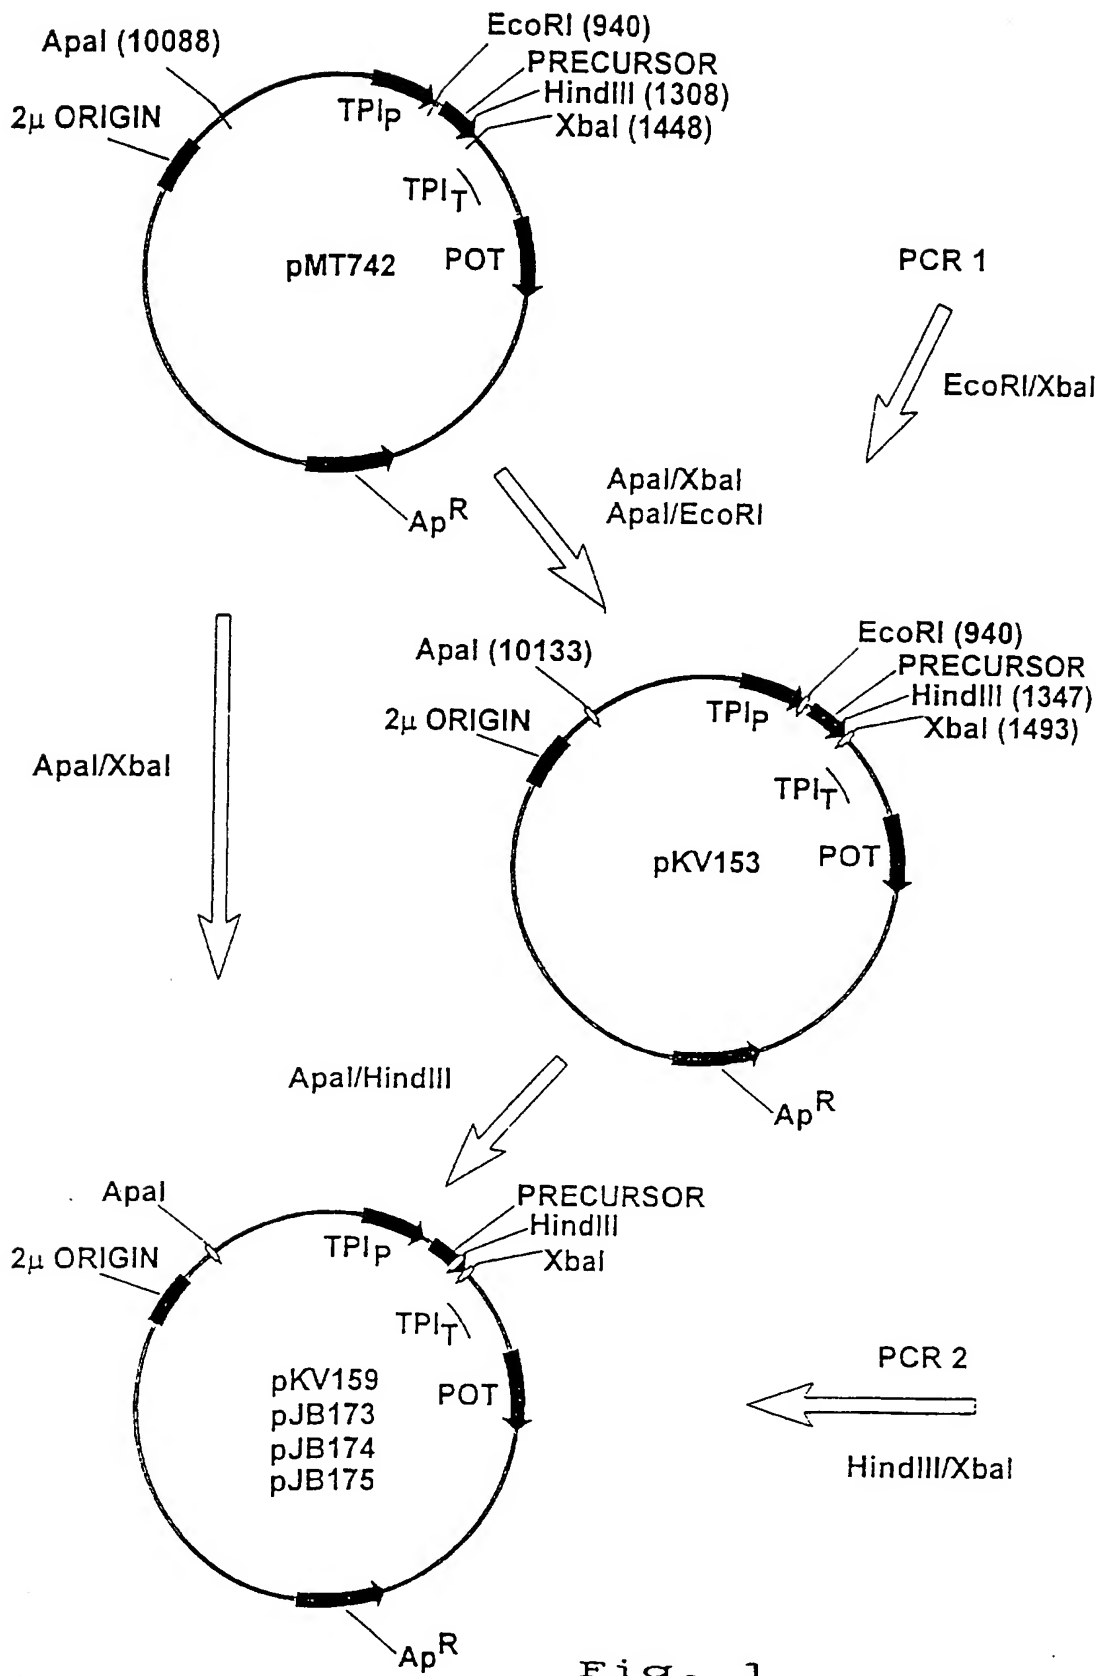 ApaI (10088)
EcoRI (940)
PRECURSOR
HindIII (1308)
XbaI (1448)
2μ ORIGIN
TPIP
TPIT
pMT742
POT
ApR
PCR 1
EcoRI/XbaI
ApaI/XbaI
ApaI/EcoRI
ApaI/XbaI
ApaI (10133)
EcoRI (940)
PRECURSOR
HindIII (1347)
XbaI (1493)
2μ ORIGIN
TPIP
TPIT
pKV153
POT
ApR
ApaI/HindIII
ApaI
PRECURSOR
HindIII
XbaI
2μ ORIGIN
TPIP
TPIT
pKV159
pJB173
pJB174
pJB175
POT
ApR
PCR 2
HindIII/XbaI
Fig. 1